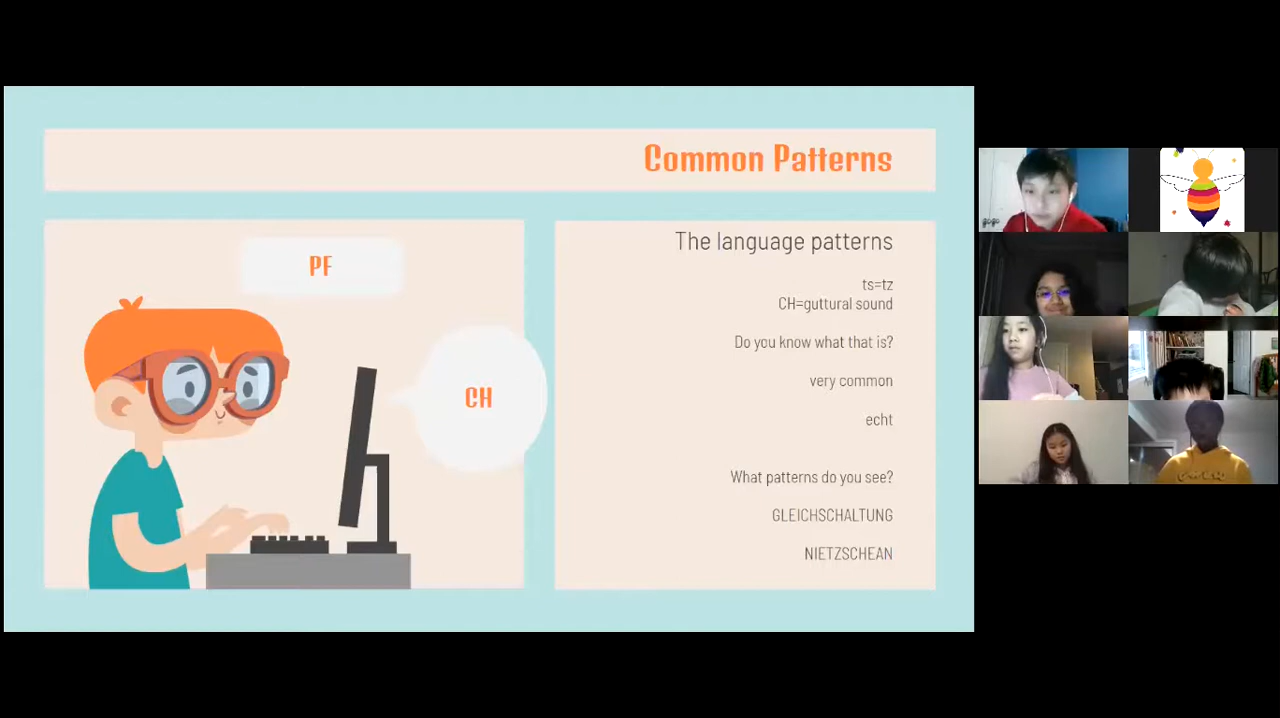 Common Patterns
PF
CH
The language patterns
ts=tz
CH=guttural sound
Do you know what that is?
very common
echt
What patterns do you see?
GLEICHSCHALTUNG
NIETZSCHEAN